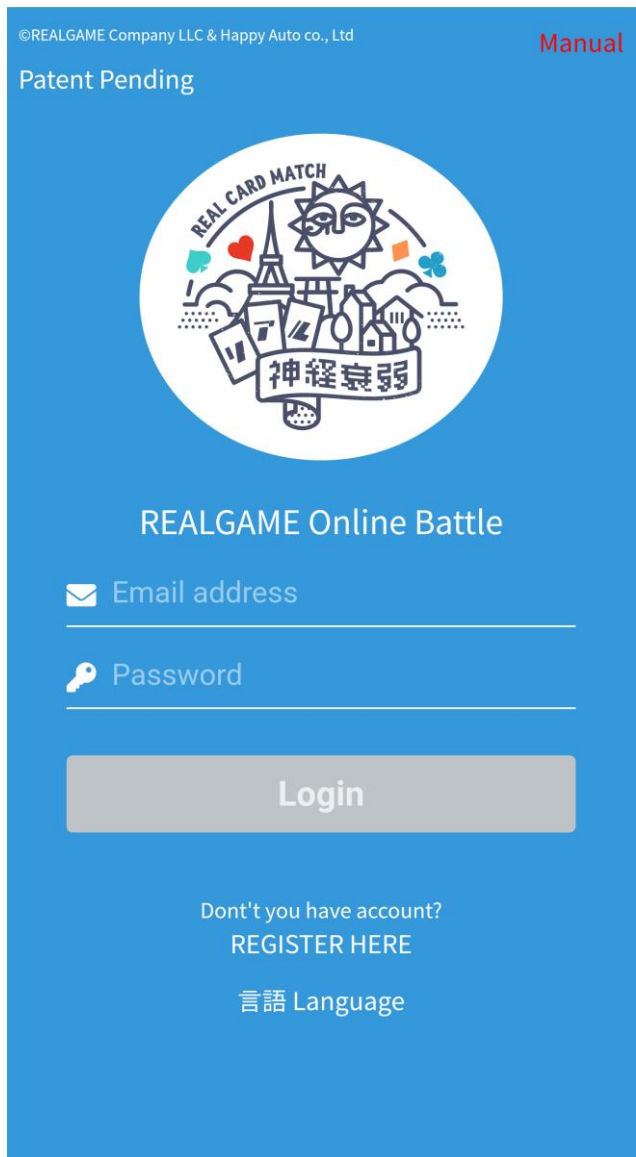 ©REALGAME Company LLC & Happy Auto co., Ltd
Manual
Patent Pending
REAL CARD MATCH
リアル
神経衰弱
REALGAME Online Battle
Email address
Password
Login
Dont't you have account?
REGISTER HERE
言語 Language